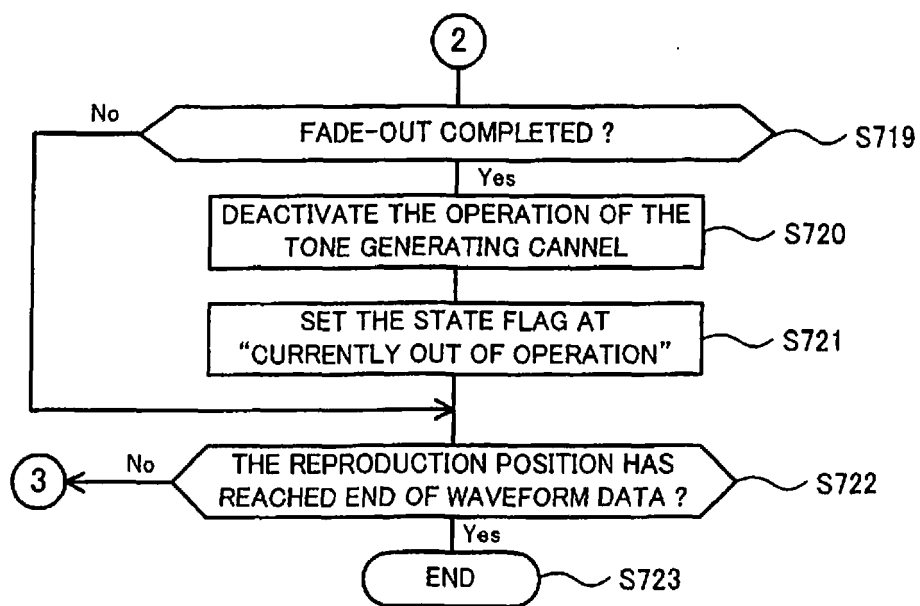 2
No
FADE-OUT COMPLETED ?
S719
Yes
DEACTIVATE THE OPERATION OF THE
TONE GENERATING CANNEL
S720
SET THE STATE FLAG AT
“CURRENTLY OUT OF OPERATION”
S721
3
No
THE REPRODUCTION POSITION HAS
REACHED END OF WAVEFORM DATA ?
S722
Yes
END
S723